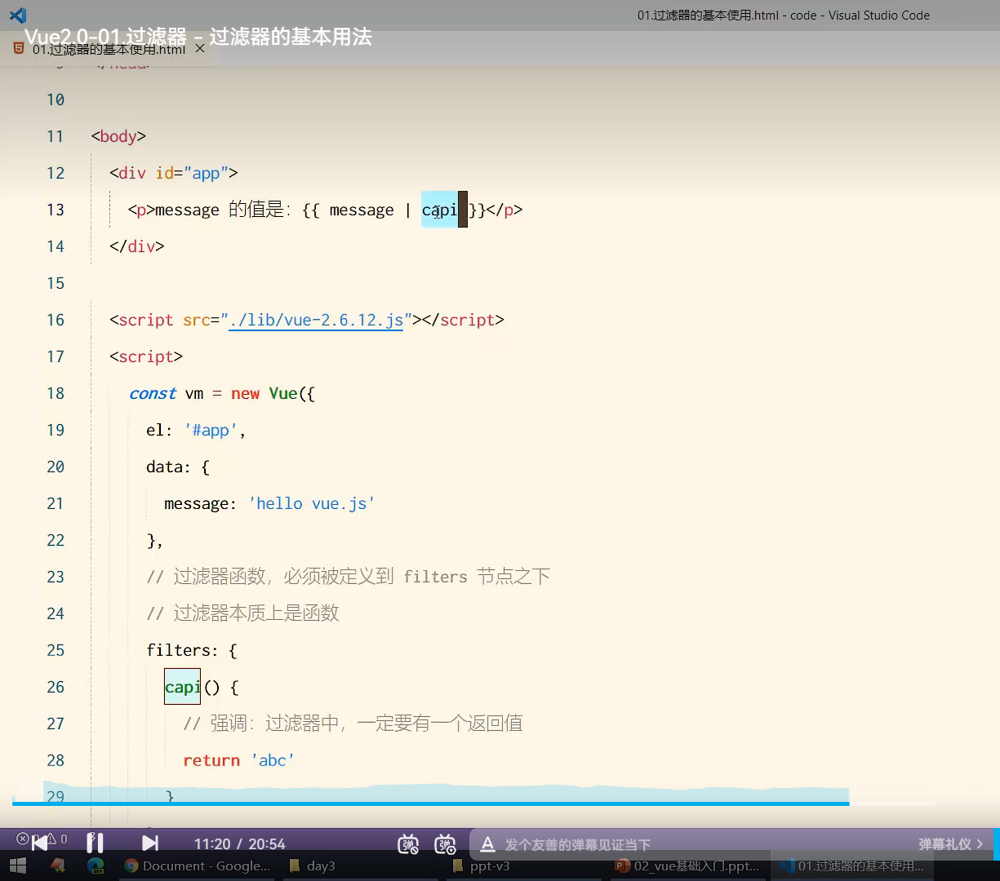 01.过滤器的基本使用.html - code - Visual Studio Code
Vue2.0-01.过滤器 - 过滤器的基本用法
01.过滤器的基本使用.html ×
9 </head>
10
11 <body>
12 <div id="app">
13 <p>message 的值是：{{ message | capi }}</p>
14 </div>
15
16 <script src="./lib/vue-2.6.12.js"></script>
17 <script>
18 const vm = new Vue({
19 el: '#app',
20 data: {
21 message: 'hello vue.js'
22 },
23 // 过滤器函数，必须被定义到 filters 节点之下
24 // 过滤器本质上是函数
25 filters: {
26 capi() {
27 // 强调：过滤器中，一定要有一个返回值
28 return 'abc'
29 }
0
11:20 / 20:54
弹
弹
A 发个友善的弹幕见证当下
弹幕礼仪 >
Document - Google...
day3
ppt-v3
02_vue基础入门.ppt...
01.过滤器的基本使用...